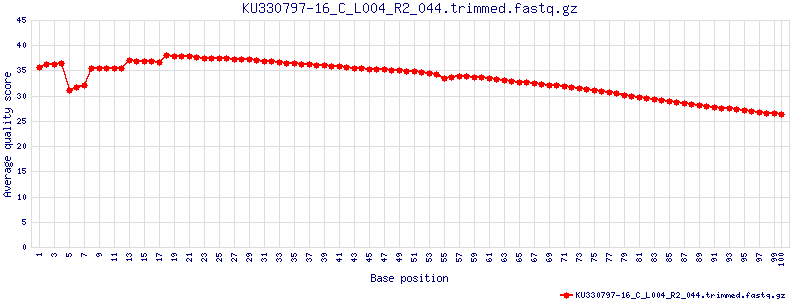 KU330797-16_C_L004_R2_044.trimmed.fastq.gz
45
40
35
30
25
20
15
10
5
0
Average quality score
1 3 5 7 9 11 13 15 17 19 21 23 25 27 29 31 33 35 37 39 41 43 45 47 49 51 53 55 57 59 61 63 65 67 69 71 73 75 77 79 81 83 85 87 89 91 93 95 97 99 100
Base position
KU330797-16_C_L004_R2_044.trimmed.fastq.gz